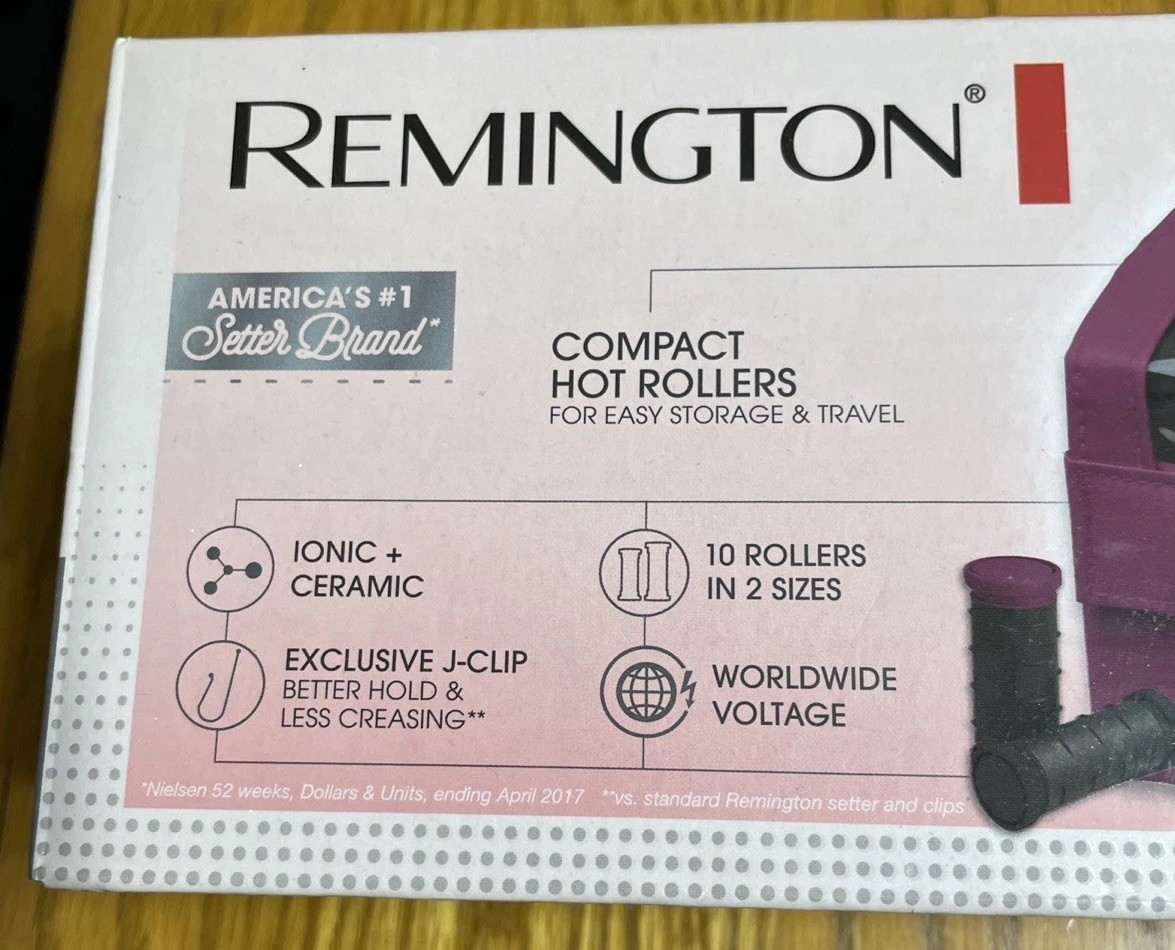 REMINGTON®
AMERICA'S #1
Setter Brand*
COMPACT
HOT ROLLERS
FOR EASY STORAGE & TRAVEL
IONIC +
CERAMIC
10 ROLLERS
IN 2 SIZES
EXCLUSIVE J-CLIP
BETTER HOLD &
LESS CREASING**
WORLDWIDE
VOLTAGE
*Nielsen 52 weeks, Dollars & Units, ending April 2017 **vs. standard Remington setter and clips